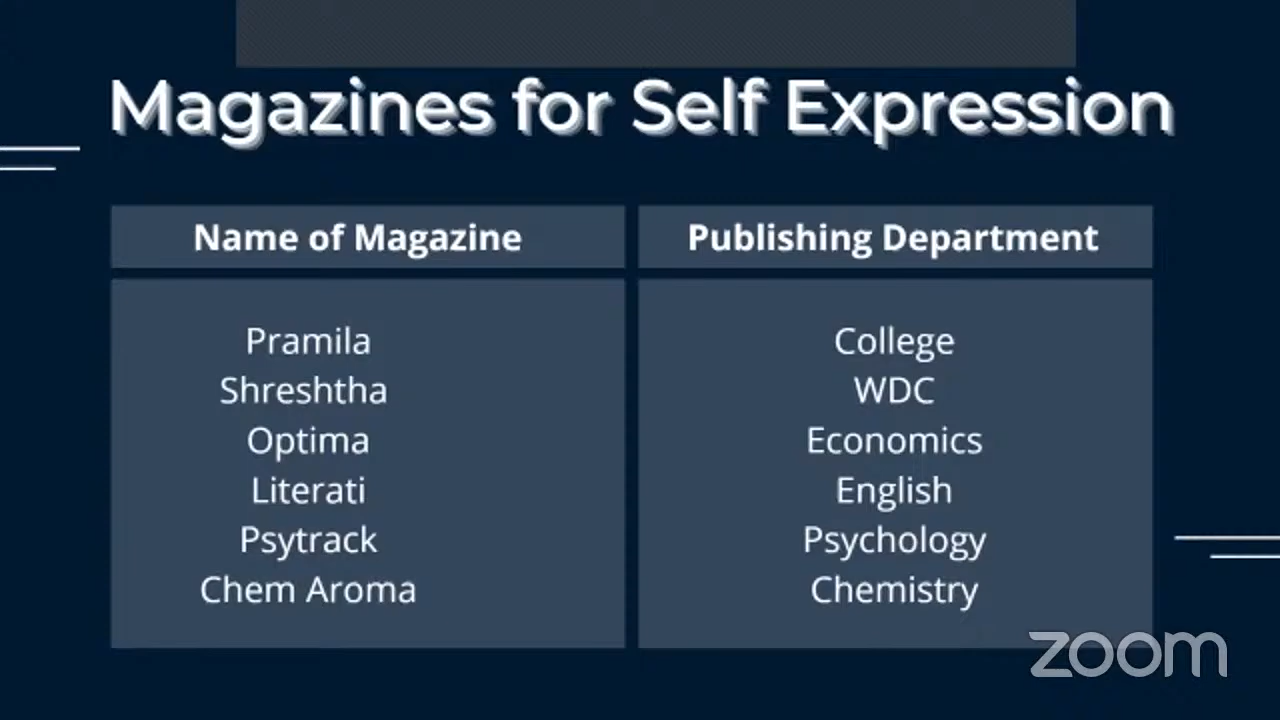 Magazines for Self Expression
Name of Magazine Publishing Department
Pramila College
Shreshtha WDC
Optima Economics
Literati English
Psytrack Psychology
Chem Aroma Chemistry
zoom